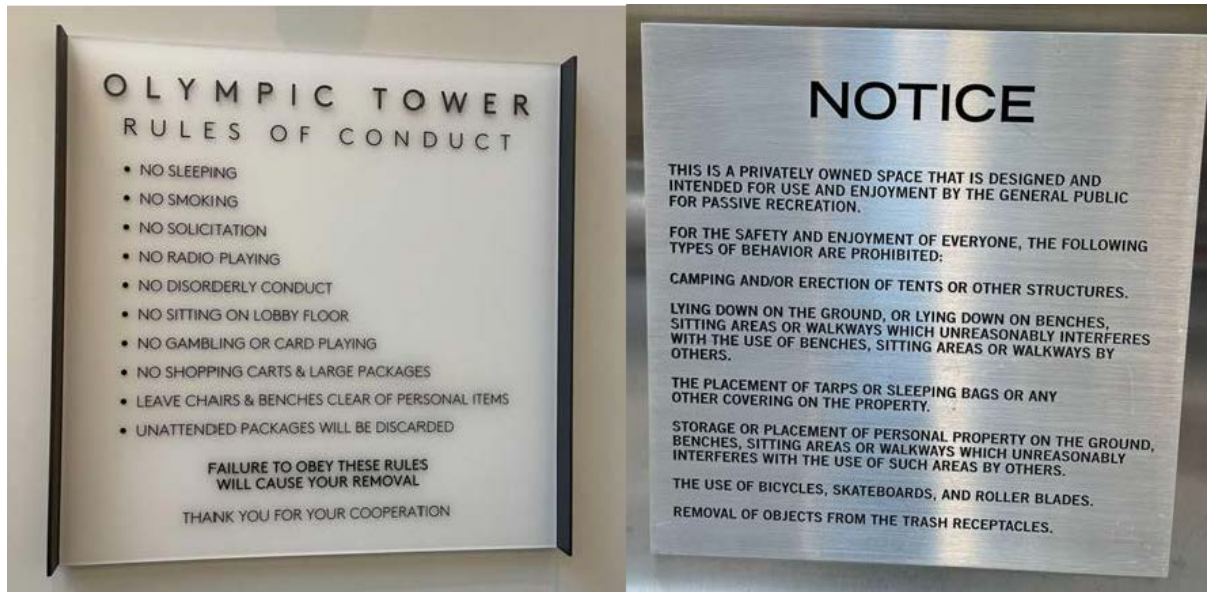 OLYMPIC TOWER
RULES OF CONDUCT
• NO SLEEPING
• NO SMOKING
• NO SOLICITATION
• NO RADIO PLAYING
• NO DISORDERLY CONDUCT
• NO SITTING ON LOBBY FLOOR
• NO GAMBLING OR CARD PLAYING
• NO SHOPPING CARTS & LARGE PACKAGES
• LEAVE CHAIRS & BENCHES CLEAR OF PERSONAL ITEMS
• UNATTENDED PACKAGES WILL BE DISCARDED
FAILURE TO OBEY THESE RULES
WILL CAUSE YOUR REMOVAL
THANK YOU FOR YOUR COOPERATION
NOTICE
THIS IS A PRIVATELY OWNED SPACE THAT IS DESIGNED AND
INTENDED FOR USE AND ENJOYMENT BY THE GENERAL PUBLIC
FOR PASSIVE RECREATION.
FOR THE SAFETY AND ENJOYMENT OF EVERYONE, THE FOLLOWING
TYPES OF BEHAVIOR ARE PROHIBITED:
CAMPING AND/OR ERECTION OF TENTS OR OTHER STRUCTURES.
LYING DOWN ON THE GROUND, OR LYING DOWN ON BENCHES,
SITTING AREAS OR WALKWAYS WHICH UNREASONABLY INTERFERES
WITH THE USE OF BENCHES, SITTING AREAS OR WALKWAYS BY
OTHERS.
THE PLACEMENT OF TARPS OR SLEEPING BAGS OR ANY
OTHER COVERING ON THE PROPERTY.
STORAGE OR PLACEMENT OF PERSONAL PROPERTY ON THE GROUND,
BENCHES, SITTING AREAS OR WALKWAYS WHICH UNREASONABLY
INTERFERES WITH THE USE OF SUCH AREAS BY OTHERS.
THE USE OF BICYCLES, SKATEBOARDS, AND ROLLER BLADES.
REMOVAL OF OBJECTS FROM THE TRASH RECEPTACLES.